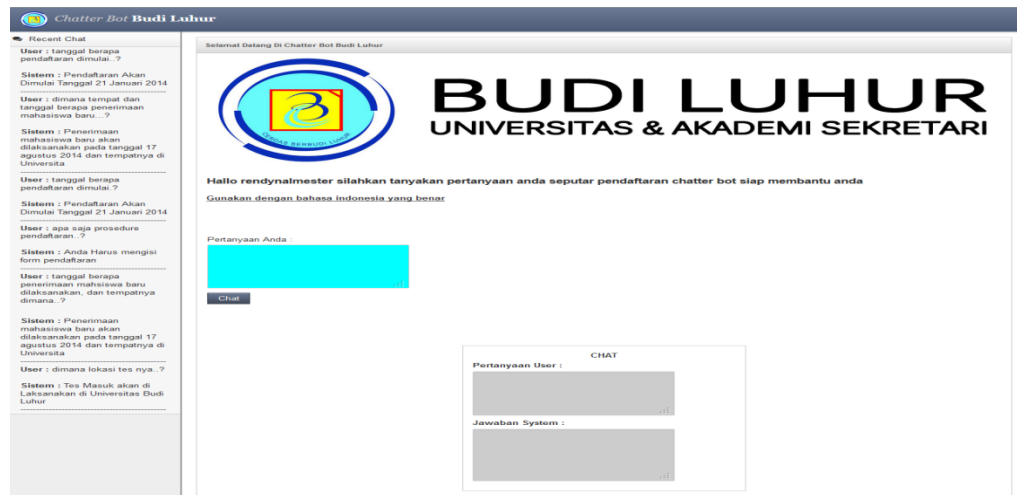 Chatter Bot Budi Luhur
Recent Chat
User : tanggal berapa
pendaftaran dimulai..?
Sistem : Pendaftaran Akan
Dimulai Tanggal 21 Januari 2014
User : dimana tempat dan
tanggal berapa penerimaan
mahasiswa baru...?
Sistem : Penerimaan
mahasiswa baru akan
dilaksanakan pada tanggal 17
agustus 2014 dan tempatnya di
Universita
User : tanggal berapa
pendaftaran dimulai.?
Sistem : Pendaftaran Akan
Dimulai Tanggal 21 Januari 2014
User : apa saja prosedure
pendaftaran..?
Sistem : Anda Harus mengisi
form pendaftaran
User : tanggal berapa
penerimaan mahsiswa baru
dilaksanakan, dan tempatnya
dimana..?
Sistem : Penerimaan
mahasiswa baru akan
dilaksanakan pada tanggal 17
agustus 2014 dan tempatnya di
Universita
User : dimana lokasi tes nya..?
Sistem : Tes Masuk akan di
Laksanakan di Universitas Budi
Luhur
Selamat Datang Di Chatter Bot Budi Luhur
CERDAS BERBUDI LUHUR
BUDI LUHUR
UNIVERSITAS & AKADEMI SEKRETARI
Hallo rendynalmester silahkan tanyakan pertanyaan anda seputar pendaftaran chatter bot siap membantu anda
Gunakan dengan bahasa indonesia yang benar
Pertanyaan Anda :
Chat
CHAT
Pertanyaan User :
Jawaban System :